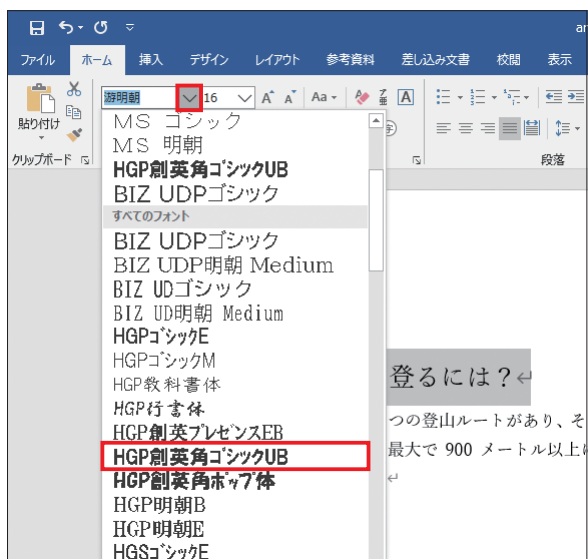 ar
ファイル ホーム 挿入 デザイン レイアウト 参考資料 差し込み文書 校閲 表示
游明朝 16 A A Aa A
貼り付け
クリップボード 段落
MS ゴシック
MS 明朝
HGP創英角ゴシックUB
BIZ UDPゴシック
すべてのフォント
BIZ UDPゴシック
BIZ UDP明朝 Medium
BIZ UDゴシック
BIZ UD明朝 Medium
HGPゴシックE
HGPゴシックM
HGP教科書体
HGP行書体
HGP創英プレゼンスEB
HGP創英角ゴシックUB
HGP創英角ポップ体
HGP明朝B
HGP明朝E
HGSゴシックE
登るには？
つの登山ルートがあり、そ
最大で 900 メートル以上